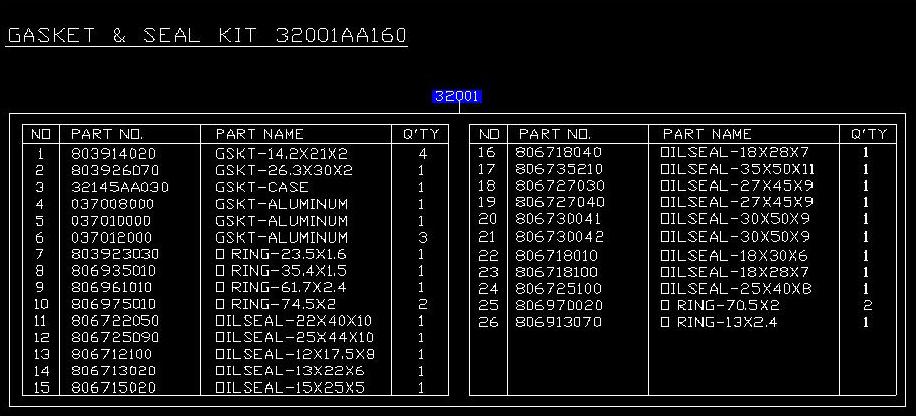 GASKET & SEAL KIT 32001AA160
32001
NO PART NO. PART NAME Q'TY
1 803914020 GSKT-14.2X21X2 4
2 803926070 GSKT-26.3X30X2 1
3 32145AA030 GSKT-CASE 1
4 037008000 GSKT-ALUMINUM 1
5 037010000 GSKT-ALUMINUM 1
6 037012000 GSKT-ALUMINUM 3
7 803923030 O RING-23.5X1.6 1
8 806935010 O RING-35.4X1.5 1
9 806961010 O RING-61.7X2.4 1
10 806975010 O RING-74.5X2 2
11 806722050 OILSEAL-22X40X10 1
12 806725090 OILSEAL-25X44X10 1
13 806712100 OILSEAL-12X17.5X8 1
14 806713020 OILSEAL-13X22X6 1
15 806715020 OILSEAL-15X25X5 1
NO PART NO. PART NAME Q'TY
16 806718040 OILSEAL-18X28X7 1
17 806735210 OILSEAL-35X50X11 1
18 806727030 OILSEAL-27X45X9 1
19 806727040 OILSEAL-27X45X9 1
20 806730041 OILSEAL-30X50X9 1
21 806730042 OILSEAL-30X50X9 1
22 806718010 OILSEAL-18X30X6 1
23 806718100 OILSEAL-18X28X7 1
24 806725100 OILSEAL-25X40X8 1
25 806970020 O RING-70.5X2 2
26 806913070 O RING-13X2.4 1